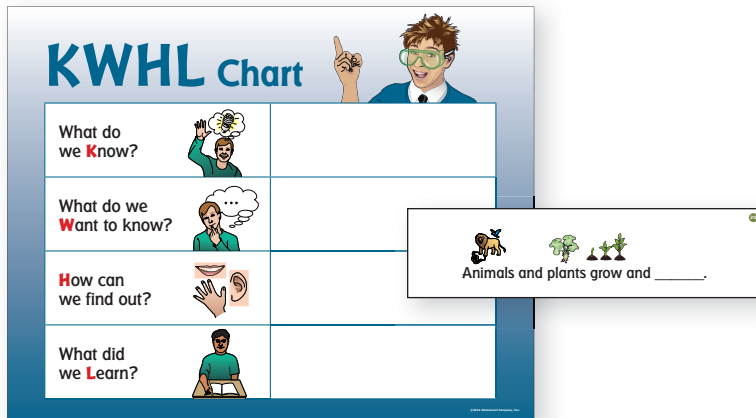 KWHL Chart
What do
we Know?
What do we
Want to know?
Animals and plants grow and ______.
How can
we find out?
What did
we Learn?